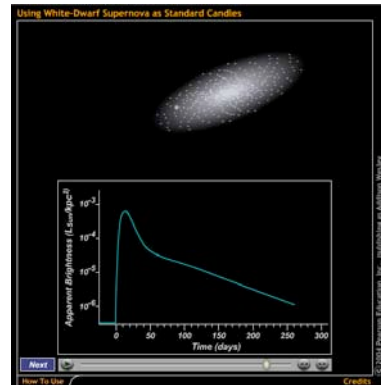 Using White-Dwarf Supernova as Standard Candles
Apparent Brightness (Lsun/kpc²)
10⁻³
10⁻⁴
10⁻⁵
10⁻⁶
0 50 100 150 200 250 300
Time (days)
Next
How To Use
Credits